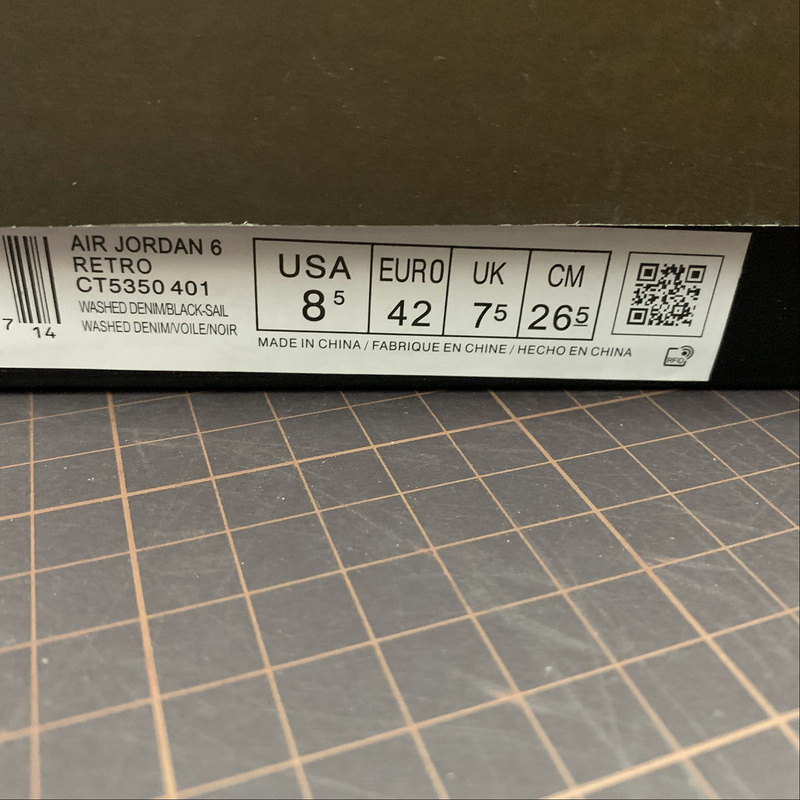 AIR JORDAN 6
RETRO
CT5350 401
WASHED DENIM/BLACK-SAIL
WASHED DENIM/VOILE/NOIR
7 14
USA
8 5
EURO
42
UK
7 5
CM
26 5
MADE IN CHINA / FABRIQUE EN CHINE / HECHO EN CHINA
RFID